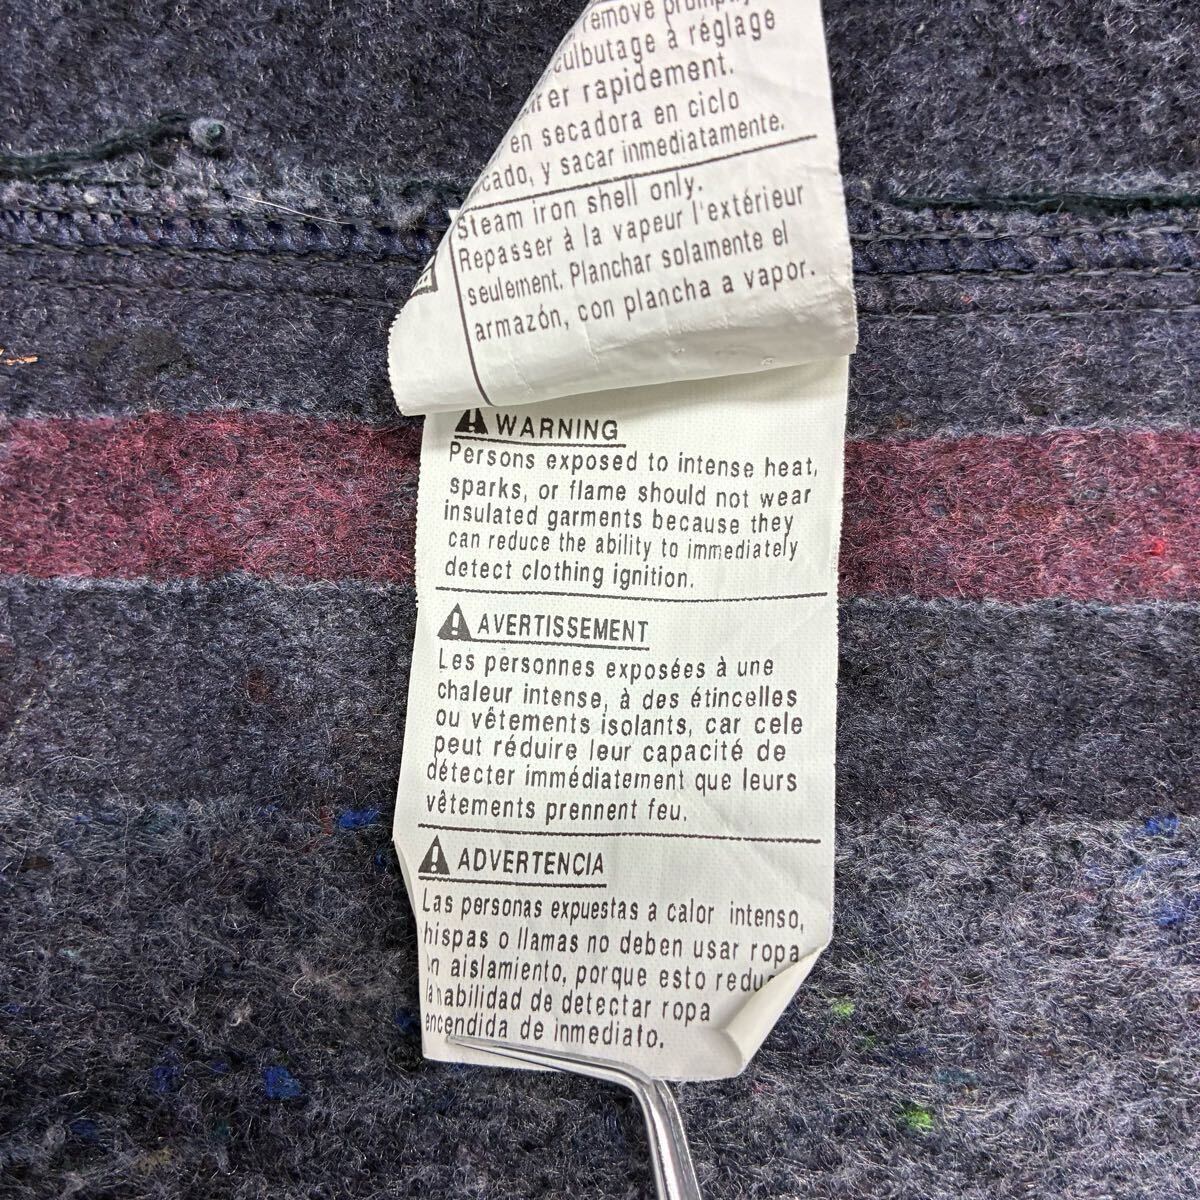 remove promptly
culbutage à réglage
rapidement.
en secadora en ciclo
y sacar inmediatamente.
Steam iron shell only.
Repasser à la vapeur l'extérieur
seulement. Planchar solamente el
armazón, con plancha a vapor.
WARNING
Persons exposed to intense heat,
sparks, or flame should not wear
insulated garments because they
can reduce the ability to immediately
detect clothing ignition.
AVERTISSEMENT
Les personnes exposées à une
chaleur intense, à des étincelles
ou vêtements isolants, car cele
peut réduire leur capacité de
détecter immédiatement que leurs
vêtements prennent feu.
ADVERTENCIA
Las personas expuestas a calor intenso,
hispas o llamas no deben usar ropa
aislamiento, porque esto
habilidad de detectar ropa
encendida de inmediato.